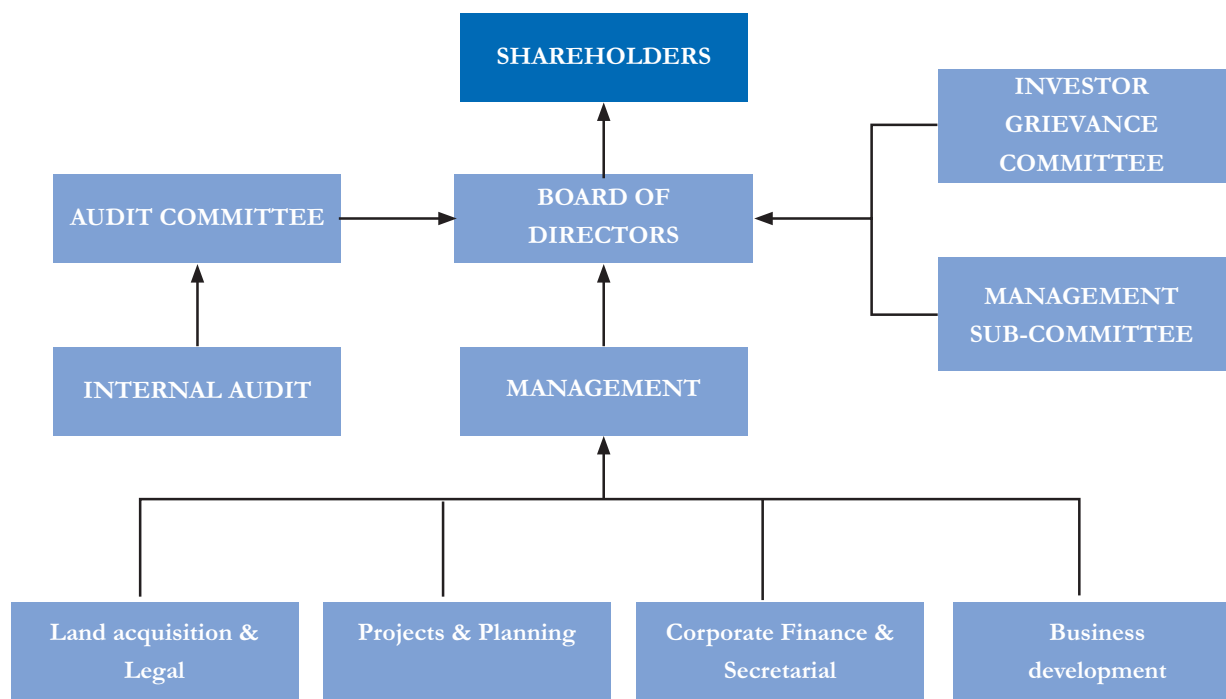 SHAREHOLDERS
INVESTOR
GRIEVANCE
COMMITTEE
AUDIT COMMITTEE
BOARD OF
DIRECTORS
MANAGEMENT
SUB-COMMITTEE
INTERNAL AUDIT
MANAGEMENT
Land acquisition &
Legal
Projects & Planning
Corporate Finance &
Secretarial
Business
development